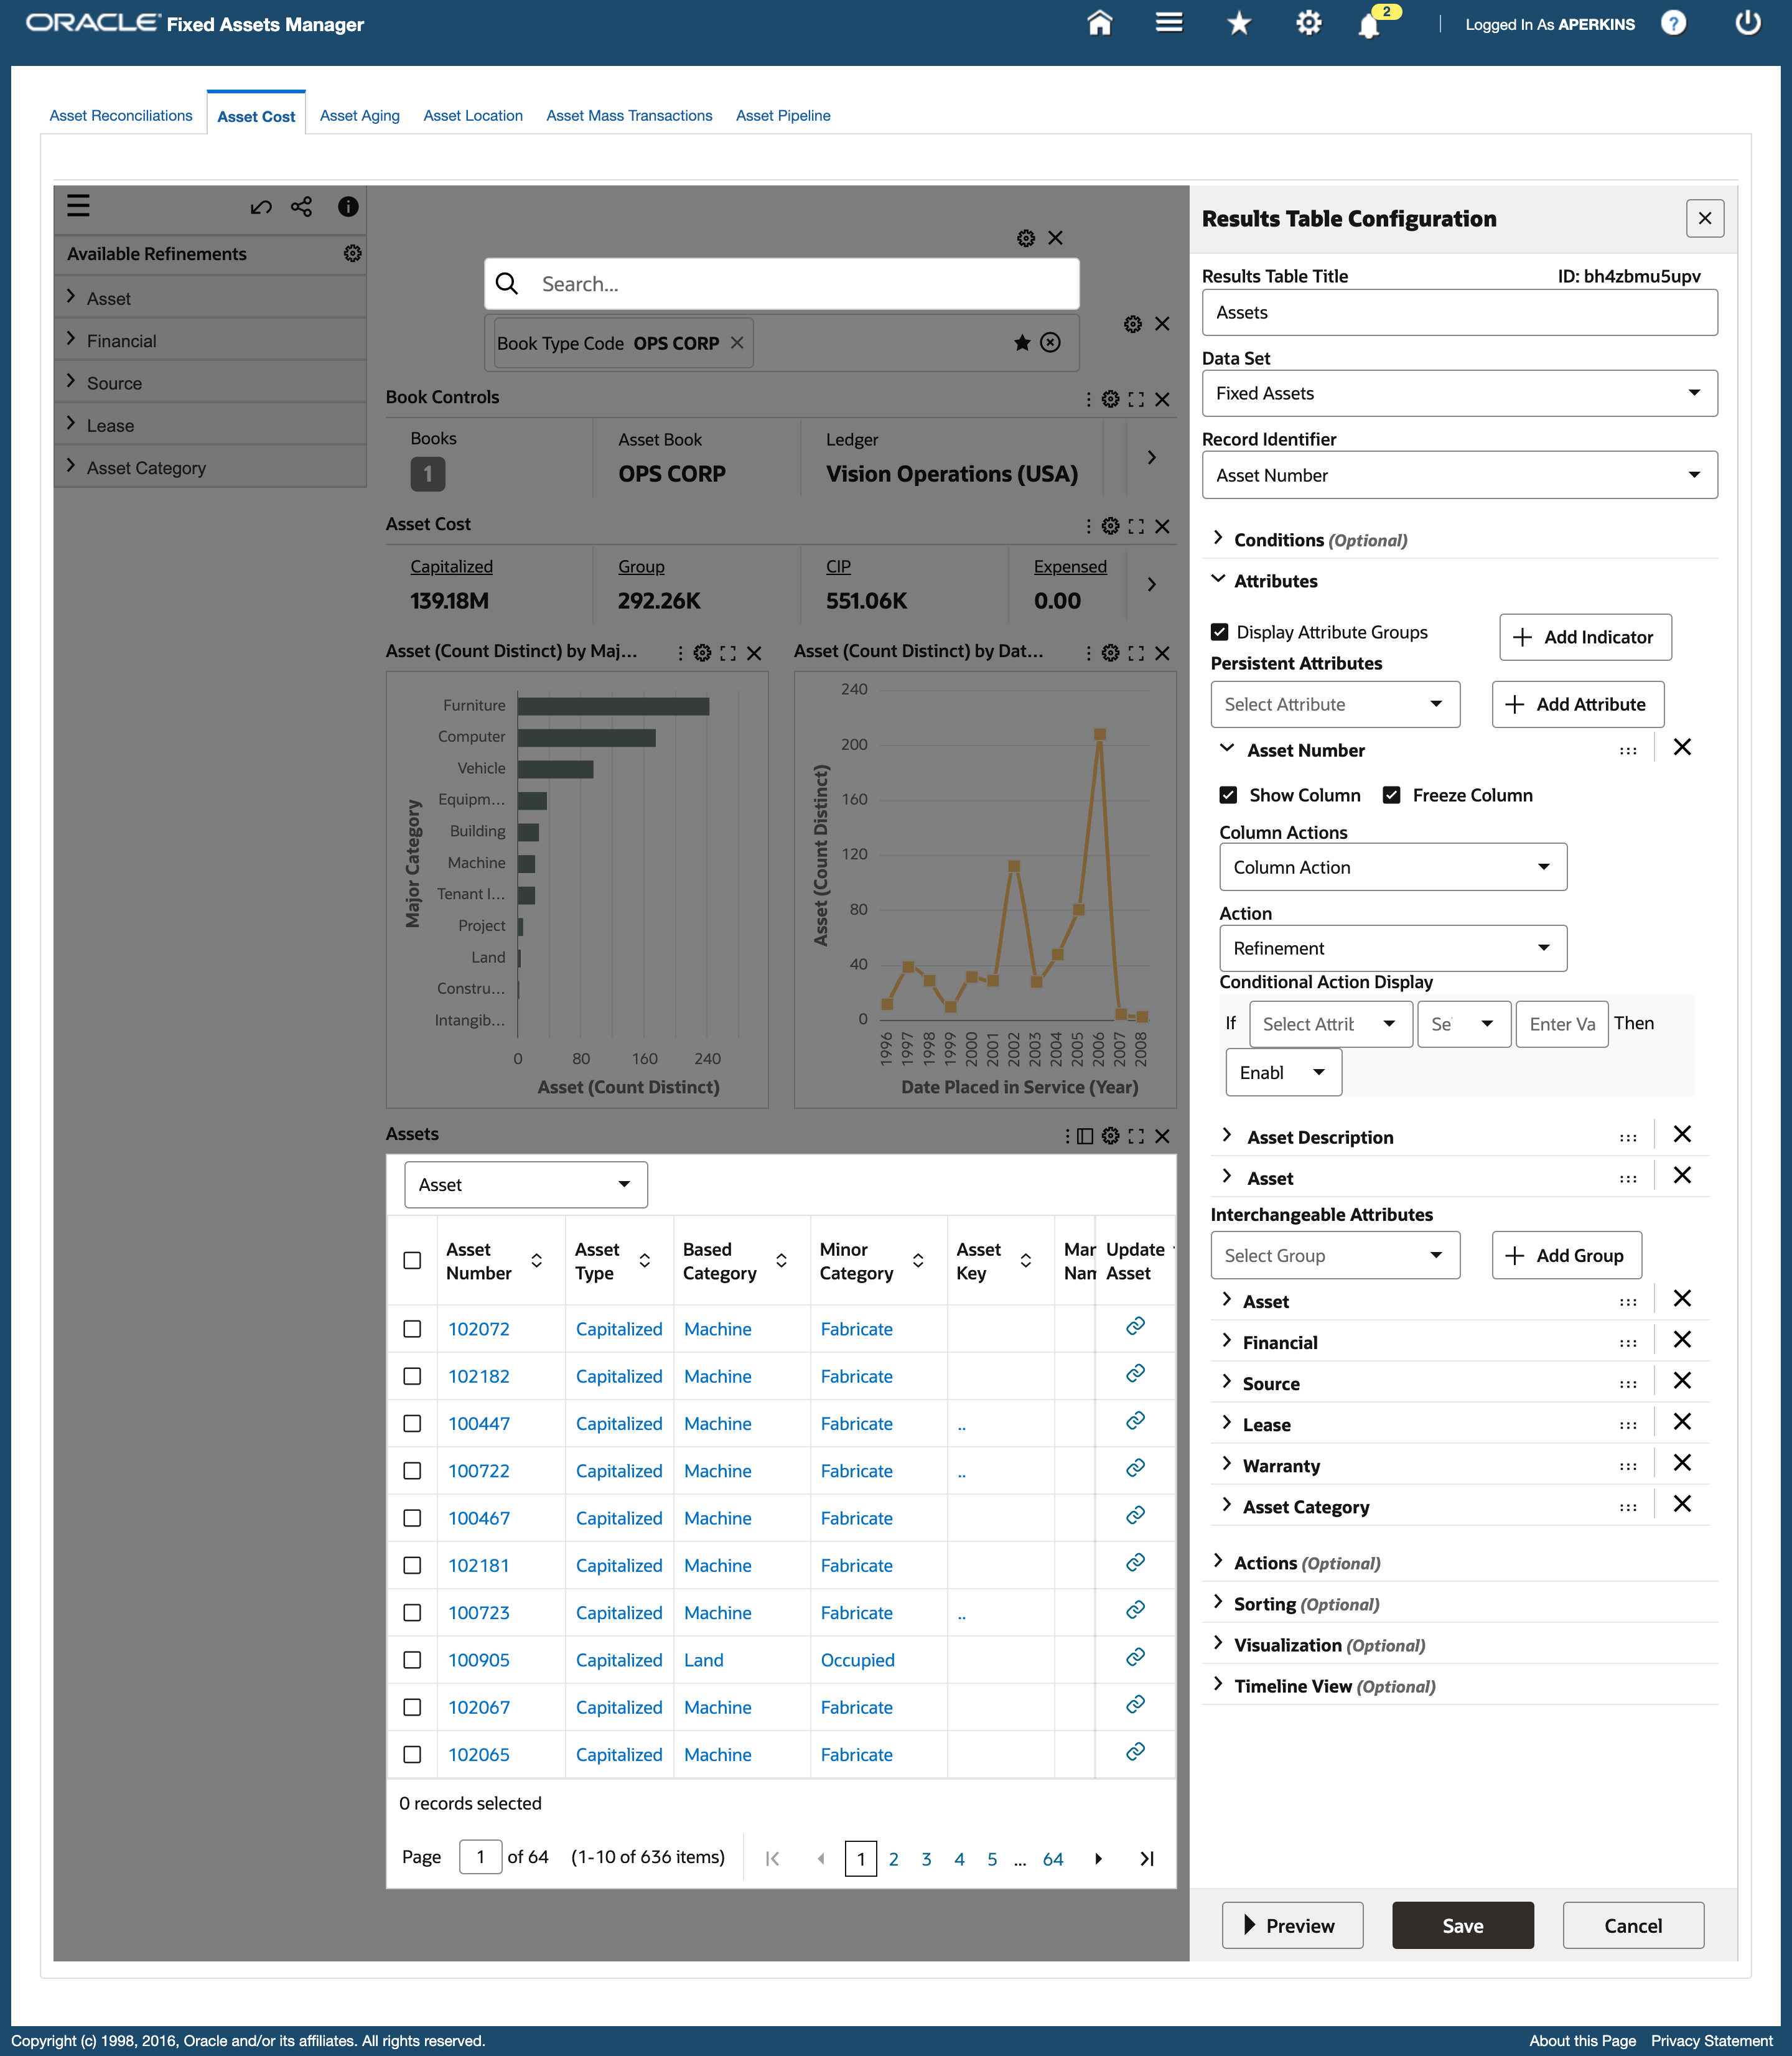 ORACLE Fixed Assets Manager
2
Logged In As APERKINS
Asset Reconciliations
Asset Cost
Asset Aging
Asset Location
Asset Mass Transactions
Asset Pipeline
Available Refinements
Asset
Financial
Source
Lease
Asset Category
Search...
Book Type Code OPS CORP
Book Controls
Books
1
Asset Book
OPS CORP
Ledger
Vision Operations (USA)
Asset Cost
Capitalized
139.18M
Group
292.26K
CIP
551.06K
Expensed
0.00
Asset (Count Distinct) by Maj...
Major Category
Furniture
Computer
Vehicle
Equipm...
Building
Machine
Tenant I...
Project
Land
Constru...
Intangib...
0 80 160 240
Asset (Count Distinct)
Asset (Count Distinct) by Dat...
Asset (Count Distinct)
240
200
160
120
80
40
0
1996 1997 1998 1999 2000 2001 2002 2003 2004 2005 2006 2007 2008
Date Placed in Service (Year)
Assets
Asset
Asset Number Asset Type Based Category Minor Category Asset Key Mar Nam Update Asset
102072 Capitalized Machine Fabricate
102182 Capitalized Machine Fabricate
100447 Capitalized Machine Fabricate ..
100722 Capitalized Machine Fabricate ..
100467 Capitalized Machine Fabricate
102181 Capitalized Machine Fabricate
100723 Capitalized Machine Fabricate ..
100905 Capitalized Land Occupied
102067 Capitalized Machine Fabricate
102065 Capitalized Machine Fabricate
0 records selected
Page 1 of 64 (1-10 of 636 items) 1 2 3 4 5 ... 64
Results Table Configuration
Results Table Title ID: bh4zbmu5upv
Assets
Data Set
Fixed Assets
Record Identifier
Asset Number
Conditions (Optional)
Attributes
Display Attribute Groups
Add Indicator
Persistent Attributes
Select Attribute
Add Attribute
Asset Number
Show Column Freeze Column
Column Actions
Column Action
Action
Refinement
Conditional Action Display
If Select Attrib Se Enter Va Then
Enabl
Asset Description
Asset
Interchangeable Attributes
Select Group
Add Group
Asset
Financial
Source
Lease
Warranty
Asset Category
Actions (Optional)
Sorting (Optional)
Visualization (Optional)
Timeline View (Optional)
Preview
Save
Cancel
Copyright (c) 1998, 2016, Oracle and/or its affiliates. All rights reserved.
About this Page Privacy Statement